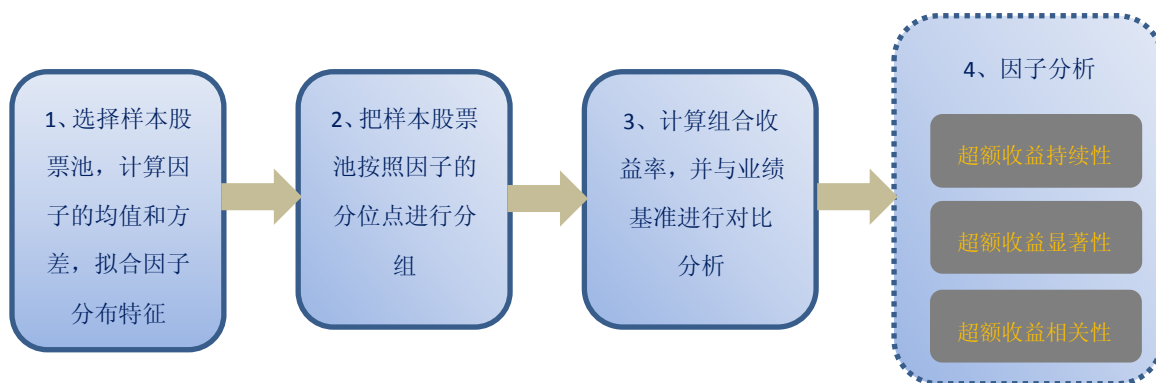 1、选择样本股
票池，计算因
子的均值和方
差，拟合因子
分布特征
2、把样本股票
池按照因子的
分位点进行分
组
3、计算组合收
益率，并与业绩
基准进行对比
分析
4、因子分析
超额收益持续性
超额收益显著性
超额收益相关性